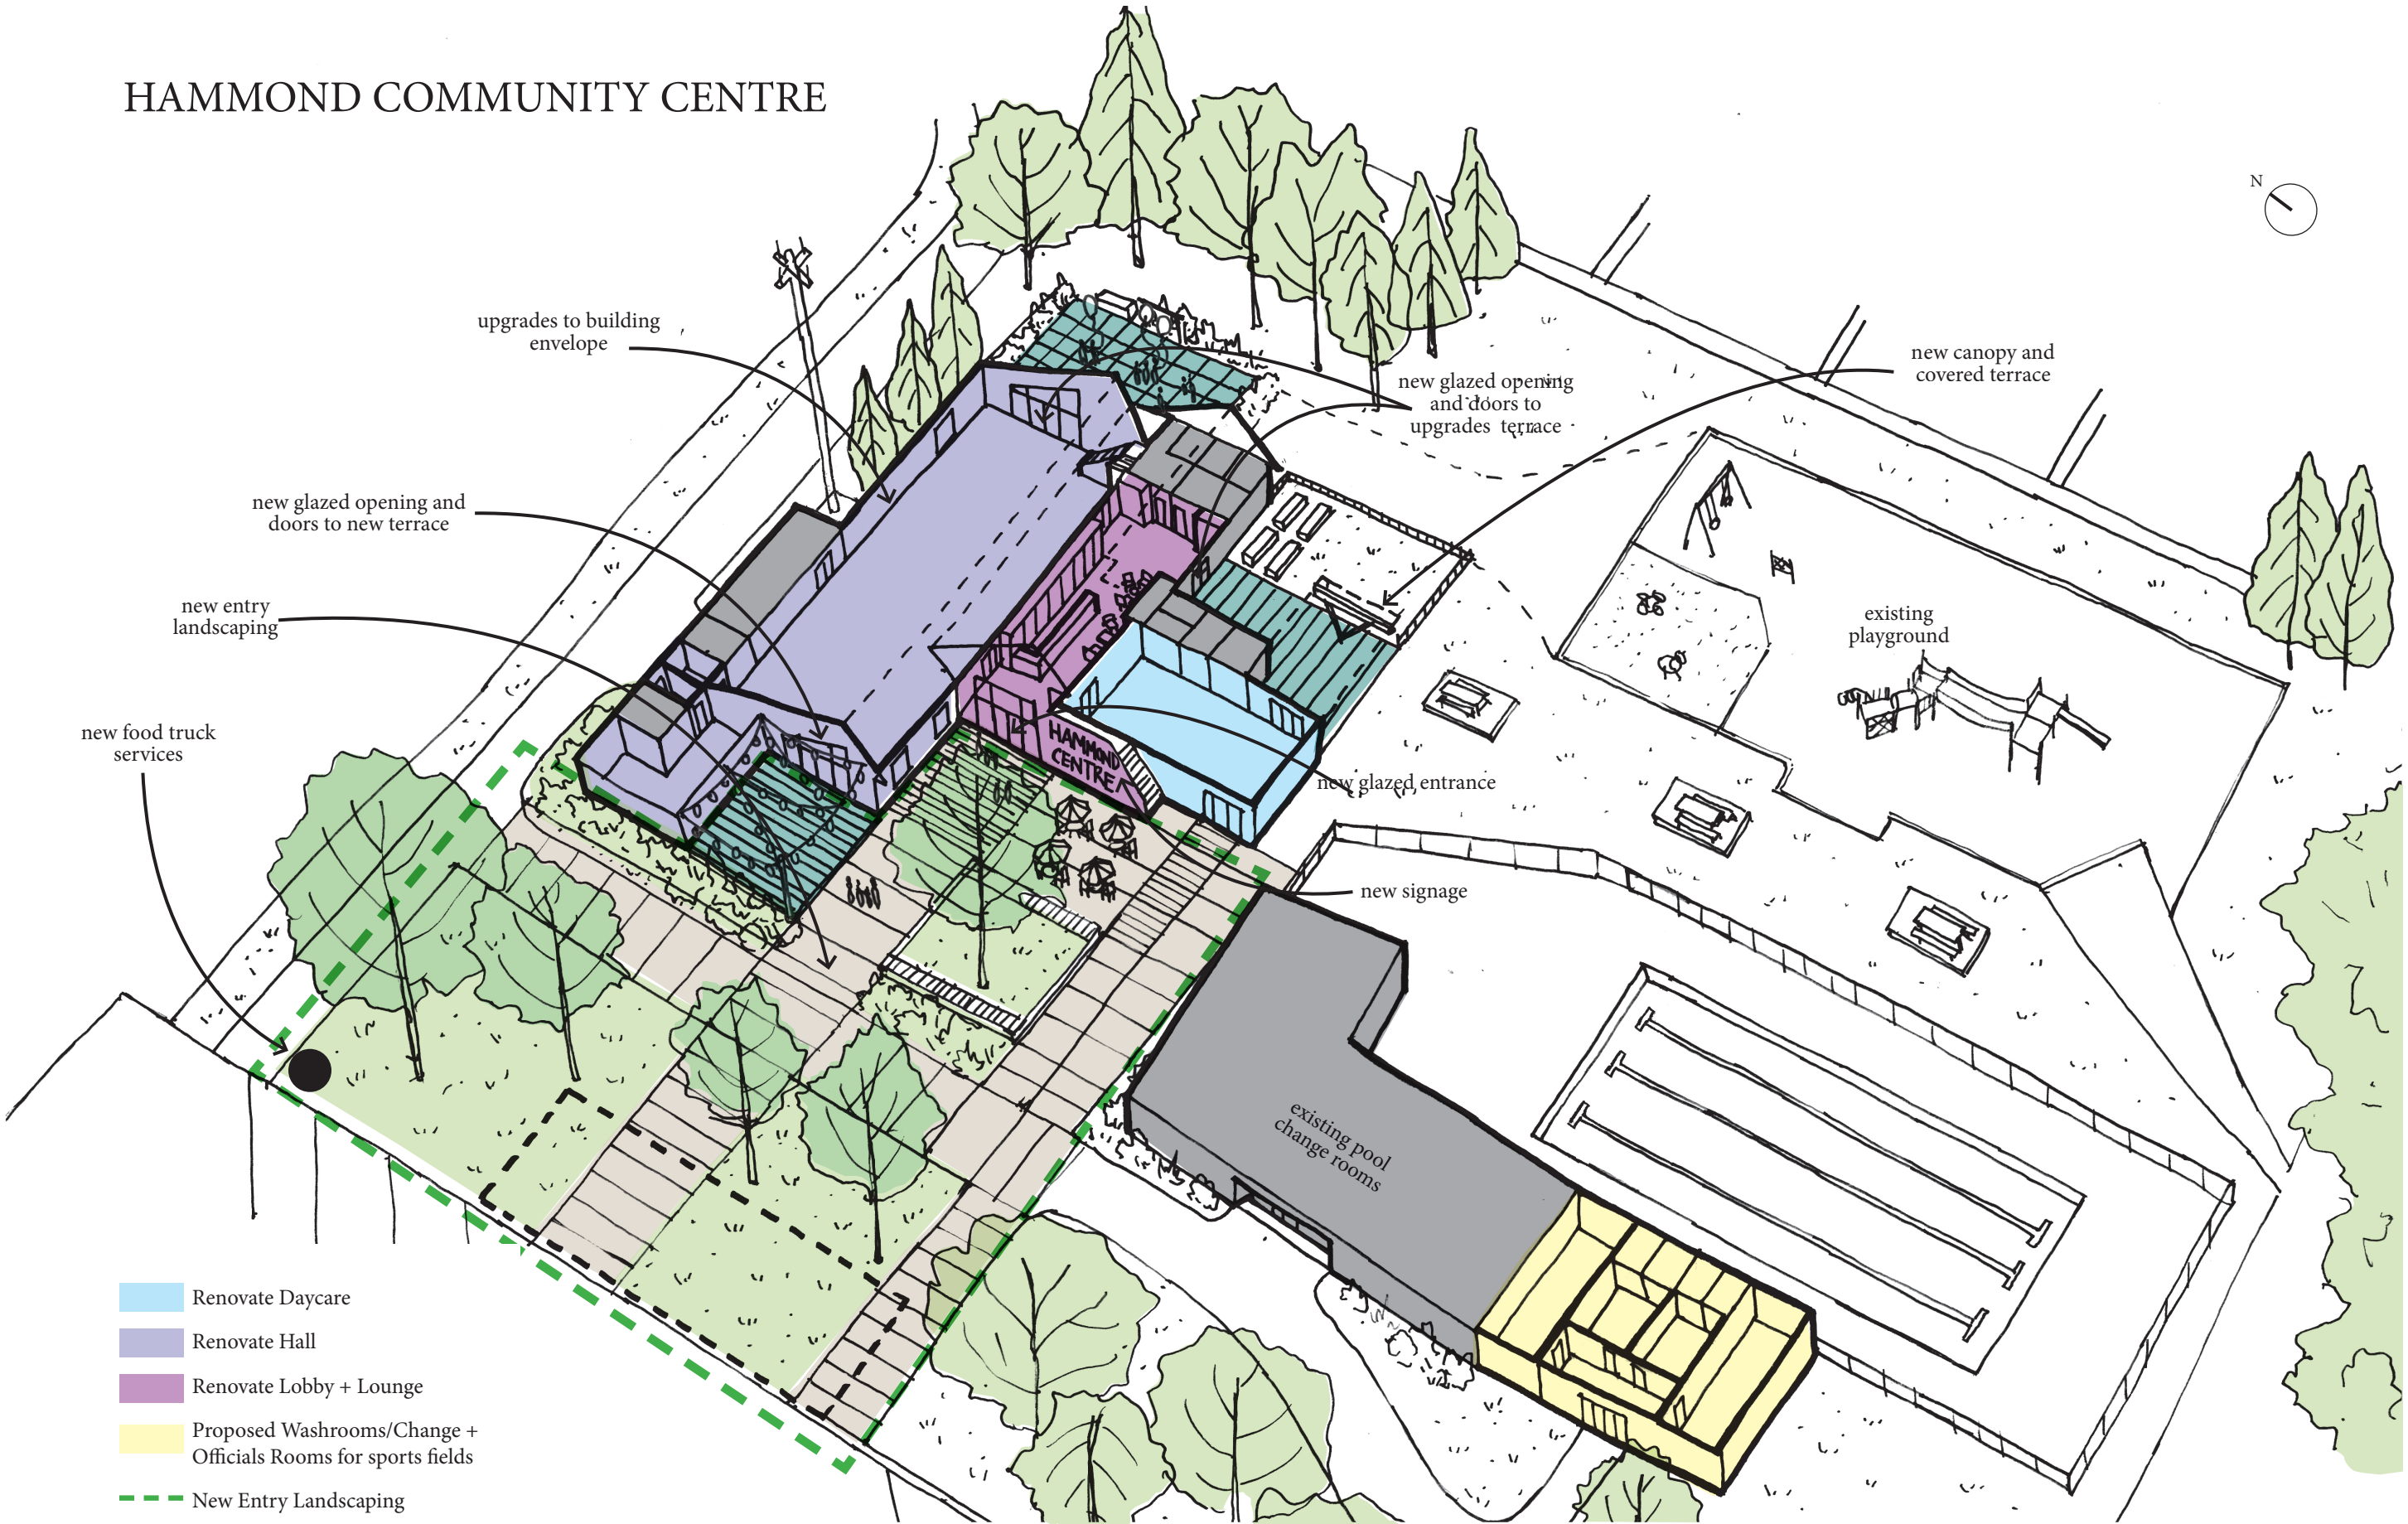 HAMMOND COMMUNITY CENTRE
N
upgrades to building
envelope
new canopy and
covered terrace
new glazed opening
and doors to
upgrades terrace
new glazed opening and
doors to new terrace
new entry
landscaping
existing
playground
new food truck
services
HAMMOND
CENTRE
new glazed entrance
new signage
existing pool
change rooms
Renovate Daycare
Renovate Hall
Renovate Lobby + Lounge
Proposed Washrooms/Change +
Officials Rooms for sports fields
New Entry Landscaping